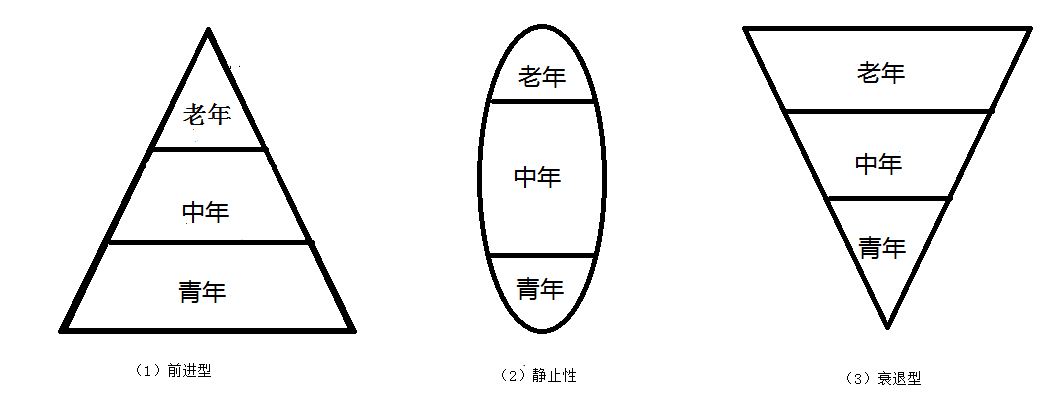 老年
中年
青年
（1）前进型
老年
中年
青年
（2）静止性
老年
中年
青年
（3）衰退型